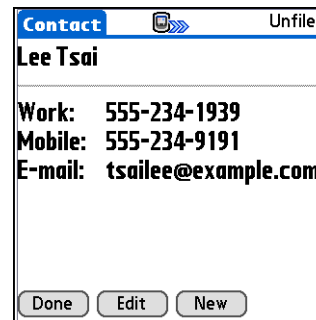 Contact Unfile
Lee Tsai
Work: 555-234-1939
Mobile: 555-234-9191
E-mail: tsailee@example.com
Done Edit New